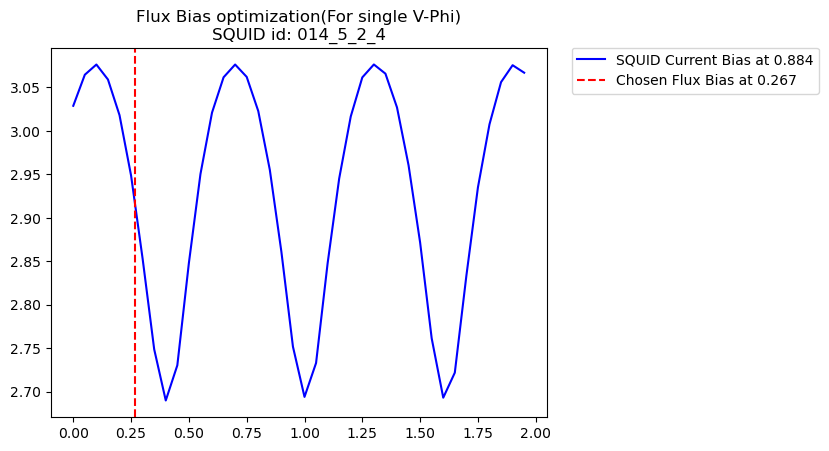 Flux Bias optimization(For single V-Phi)
SQUID id: 014_5_2_4
SQUID Current Bias at 0.884
Chosen Flux Bias at 0.267
3.05
3.00
2.95
2.90
2.85
2.80
2.75
2.70
0.00 0.25 0.50 0.75 1.00 1.25 1.50 1.75 2.00